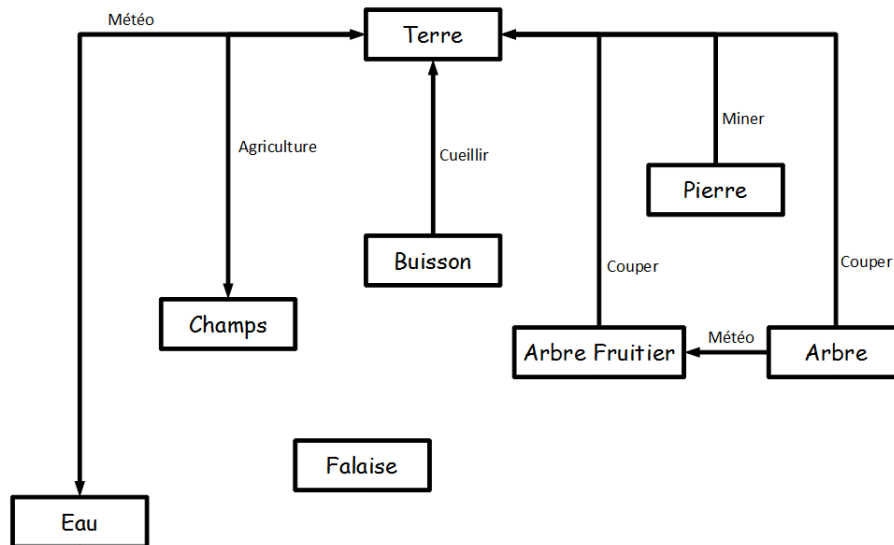 Météo
Terre
Miner
Agriculture
Cueillir
Pierre
Buisson
Couper
Couper
Champs
Arbre Fruitier
Météo
Arbre
Falaise
Eau